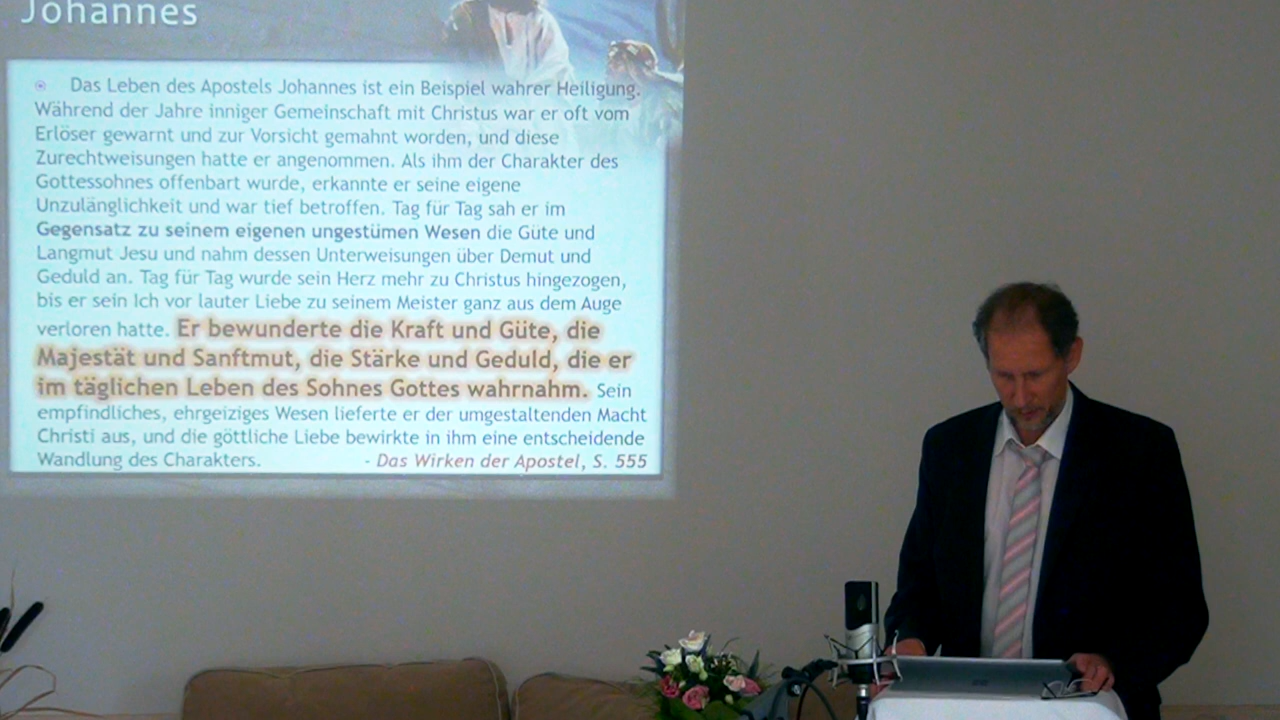 Johannes
Das Leben des Apostels Johannes ist ein Beispiel wahrer Heiligung.
Während der Jahre inniger Gemeinschaft mit Christus war er oft vom
Erlöser gewarnt und zur Vorsicht gemahnt worden, und diese
Zurechtweisungen hatte er angenommen. Als ihm der Charakter des
Gottessohnes offenbart wurde, erkannte er seine eigene
Unzulänglichkeit und war tief betroffen. Tag für Tag sah er im
Gegensatz zu seinem eigenen ungestümen Wesen die Güte und
Langmut Jesu und nahm dessen Unterweisungen über Demut und
Geduld an. Tag für Tag wurde sein Herz mehr zu Christus hingezogen,
bis er sein Ich vor lauter Liebe zu seinem Meister ganz aus dem Auge
verloren hatte. Er bewunderte die Kraft und Güte, die
Majestät und Sanftmut, die Stärke und Geduld, die er
im täglichen Leben des Sohnes Gottes wahrnahm. Sein
empfindliches, ehrgeiziges Wesen lieferte er der umgestaltenden Macht
Christi aus, und die göttliche Liebe bewirkte in ihm eine entscheidende
Wandlung des Charakters. - Das Wirken der Apostel, S. 555